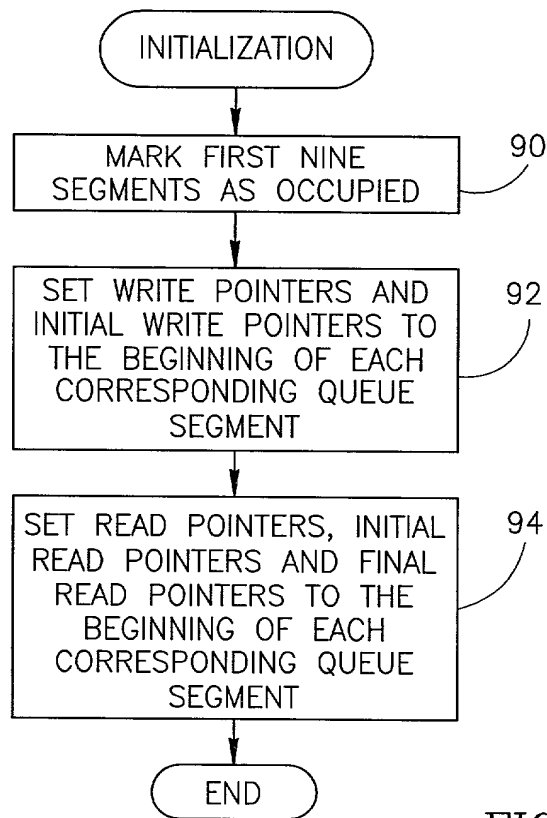 INITIALIZATION
MARK FIRST NINE
SEGMENTS AS OCCUPIED
90
SET WRITE POINTERS AND
INITIAL WRITE POINTERS TO
THE BEGINNING OF EACH
CORRESPONDING QUEUE
SEGMENT
92
SET READ POINTERS, INITIAL
READ POINTERS AND FINAL
READ POINTERS TO THE
BEGINNING OF EACH
CORRESPONDING QUEUE
SEGMENT
94
END